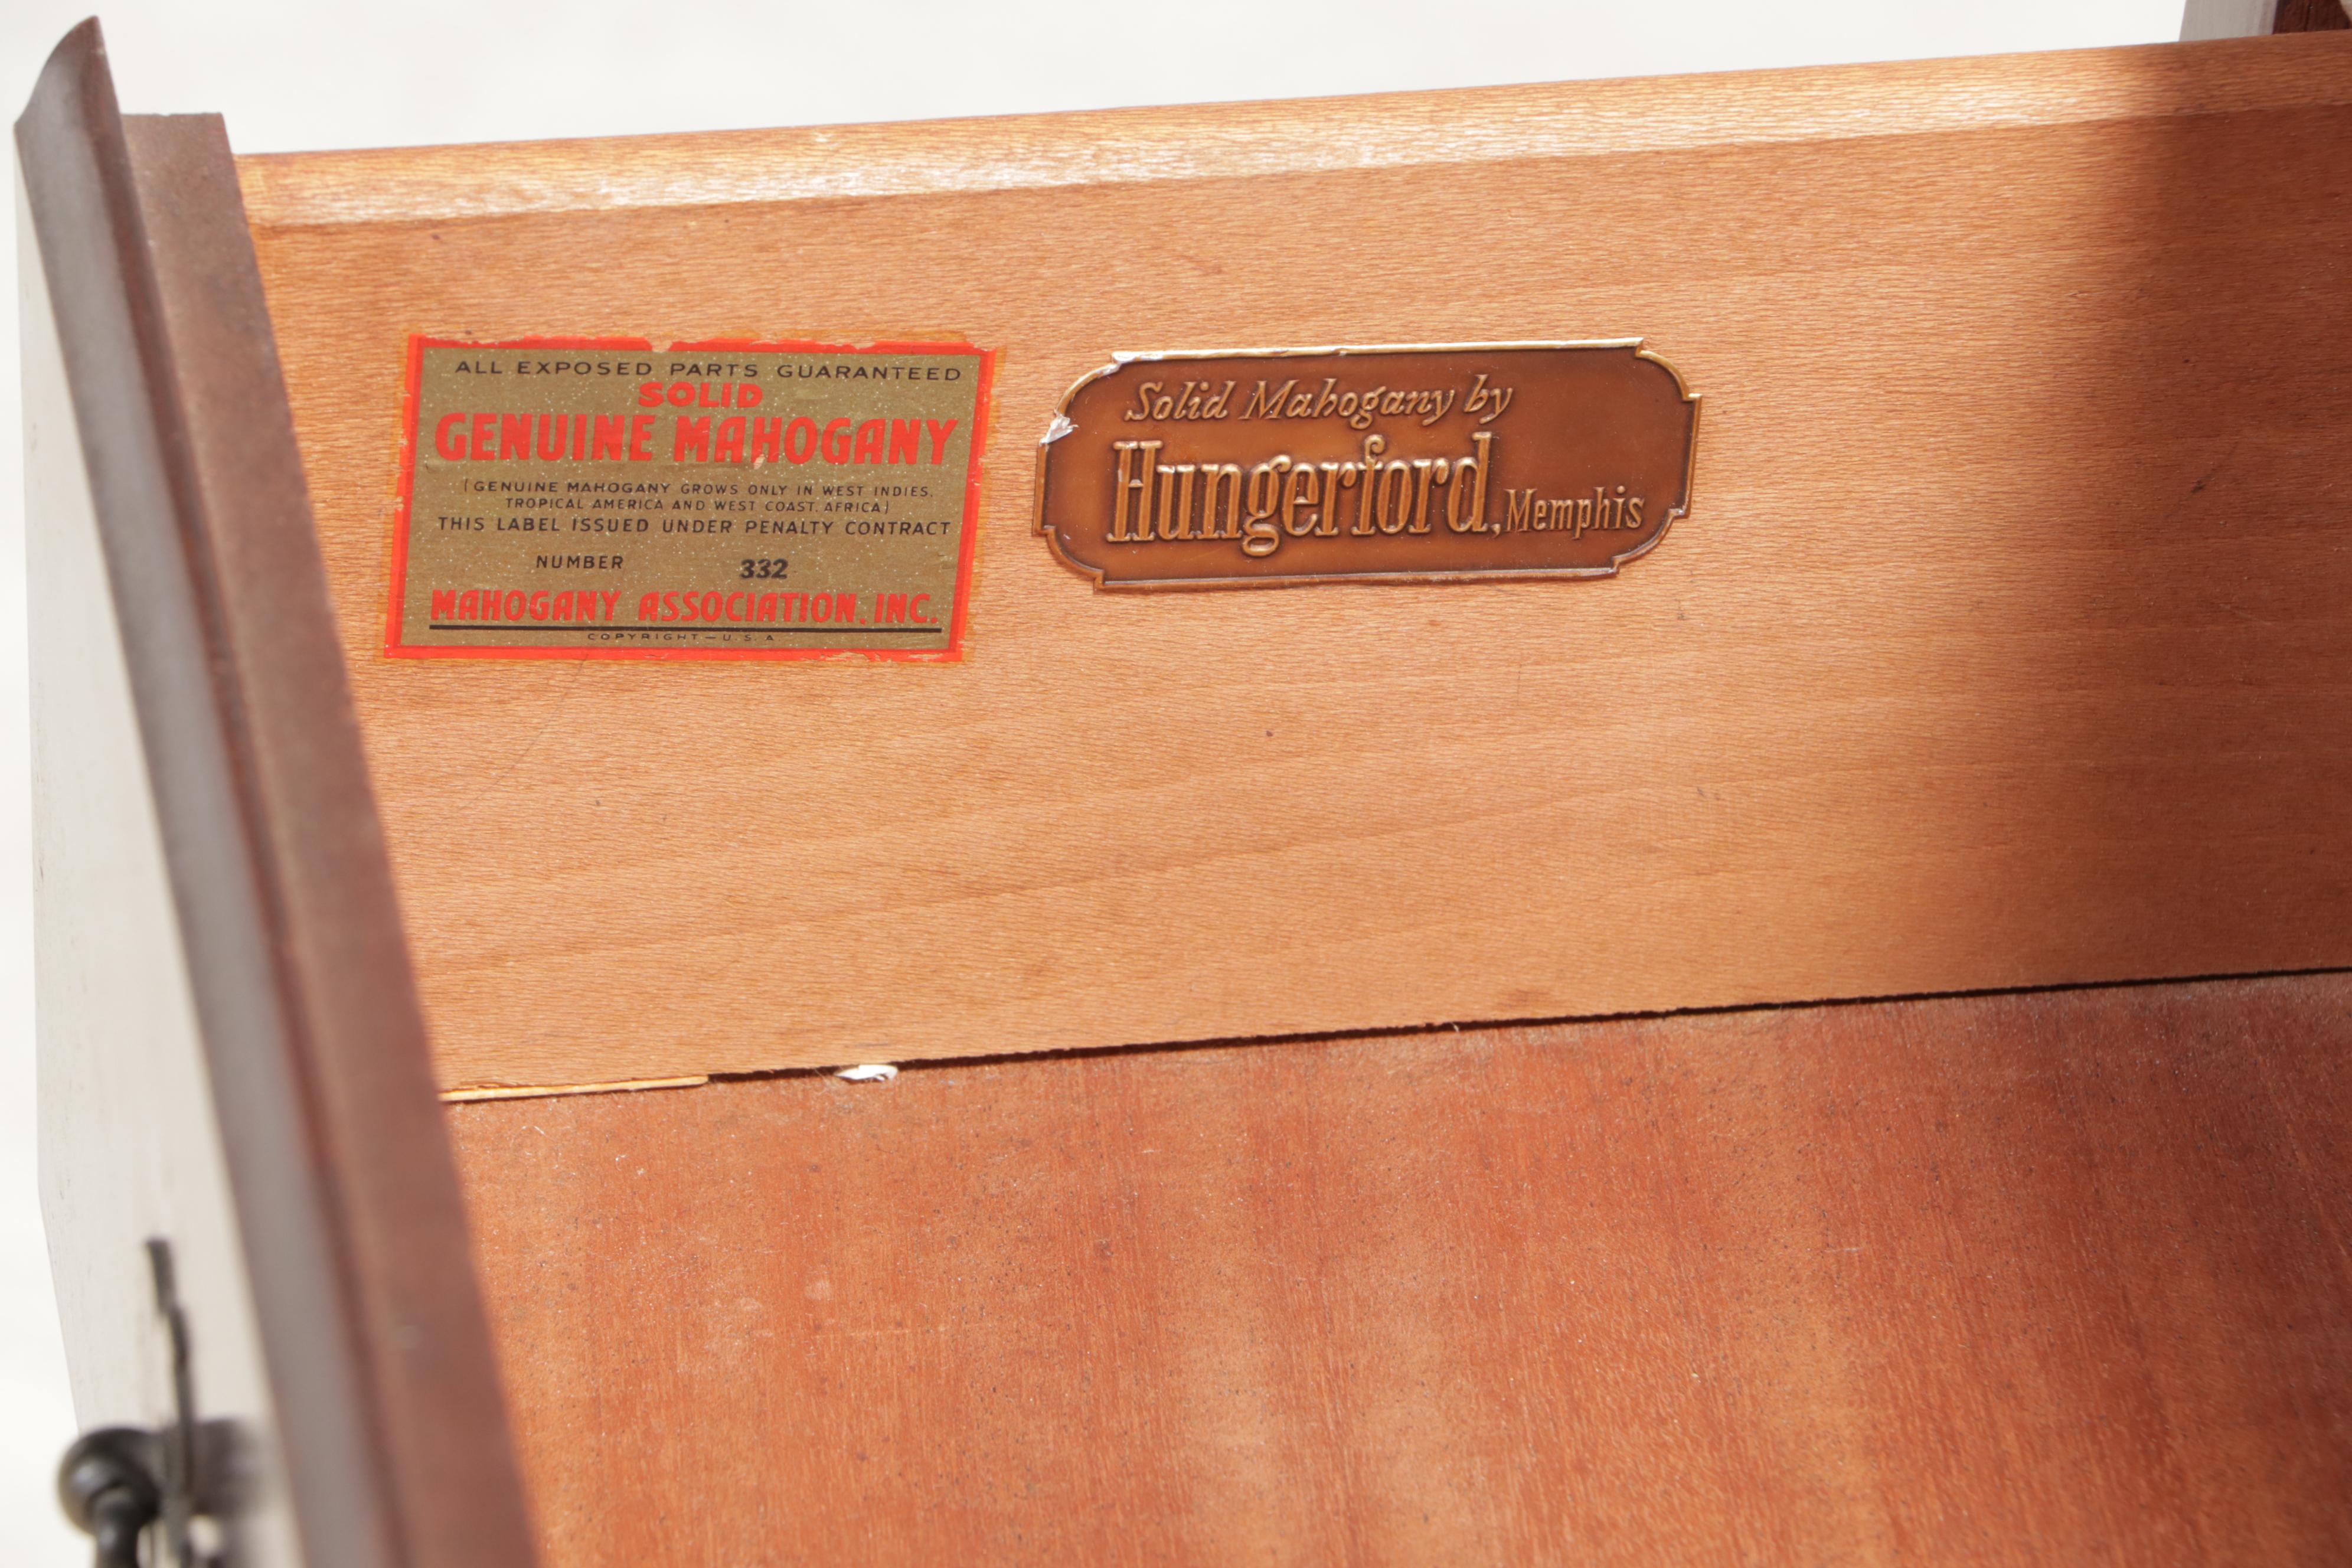 ALL EXPOSED PARTS GUARANTEED
SOLID
GENUINE MAHOGANY
(GENUINE MAHOGANY GROWS ONLY IN WEST INDIES,
TROPICAL AMERICA AND WEST COAST, AFRICA)
THIS LABEL ISSUED UNDER PENALTY CONTRACT
NUMBER 332
MAHOGANY ASSOCIATION, INC.
COPYRIGHT — U.S.A
Solid Mahogany by
Hungerford, Memphis